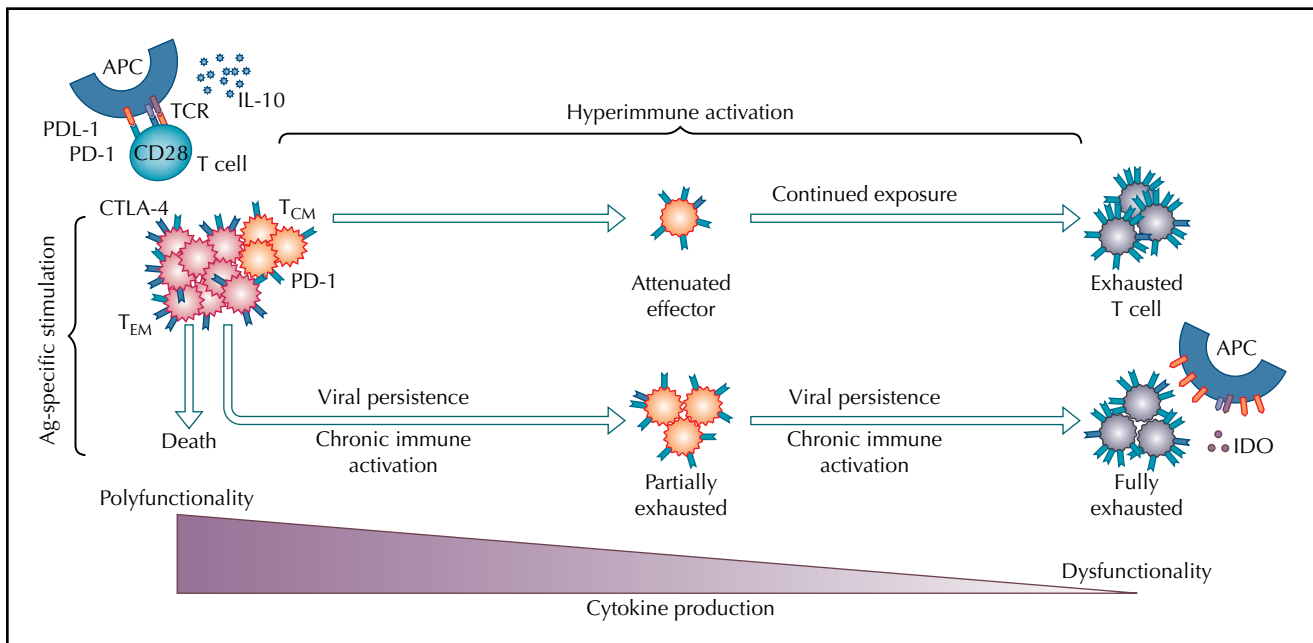 APC
IL-10
TCR
PDL-1
PD-1
CD28
T cell
Hyperimmune activation
CTLA-4
TCM
PD-1
TEM
Ag-specific stimulation
Death
Attenuated
effector
Continued exposure
Exhausted
T cell
Viral persistence
Chronic immune
activation
Partially
exhausted
Viral persistence
Chronic immune
activation
APC
IDO
Fully
exhausted
Polyfunctionality
Dysfunctionality
Cytokine production